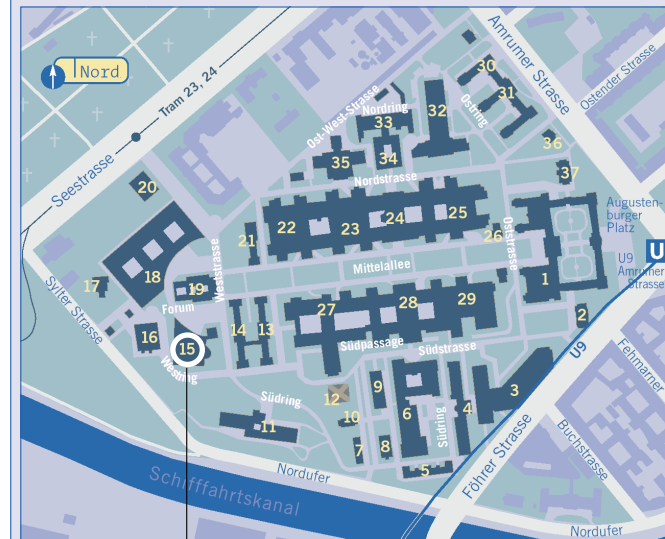 Nord
Tram 23, 24
Seestrasse
Amrumer Strasse
Ostender Strasse
Ost-West-Strasse
Nordring
Ostring
30
31
32
33
34
35
36
37
20
Nordstrasse
Augusten-
burger
Platz
U
U9
Amrumer
Strasse
21
22
23
24
25
26
Oststrasse
Weststrasse
Mittelallee
17
18
19
Forum
Sylter Strasse
16
15
Westring
14
13
27
28
29
1
2
Südpassage
Südstrasse
U9
Fehmarner
12
9
10
6
4
3
Südring
Südring
11
7
8
5
Föhrer Strasse
Buchstrasse
Nordufer
Schifffahrtskanal
Nordufer